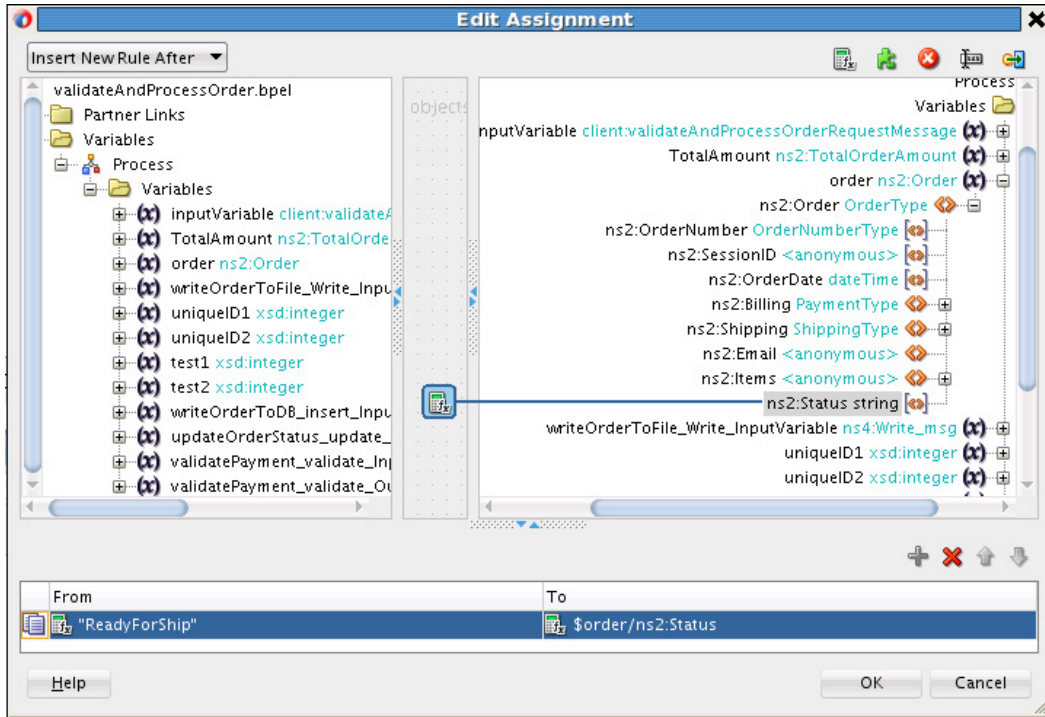 Edit Assignment
Insert New Rule After
validateAndProcessOrder.bpel
Partner Links
Variables
Process
Variables
inputVariable client:validateA
TotalAmount ns2:TotalOrde
order ns2:Order
writeOrderToFile_Write_Inpu
uniqueID1 xsd:integer
uniqueID2 xsd:integer
test1 xsd:integer
test2 xsd:integer
writeOrderToDB_insert_Inpu
updateOrderStatus_update_
validatePayment_validate_In
validatePayment_validate_Ou
objects
Process
Variables
nputVariable client:validateAndProcessOrderRequestMessage
TotalAmount ns2:TotalOrderAmount
order ns2:Order
ns2:Order OrderType
ns2:OrderNumber OrderNumberType
ns2:SessionID <anonymous>
ns2:OrderDate dateTime
ns2:Billing PaymentType
ns2:Shipping ShippingType
ns2:Email <anonymous>
ns2:Items <anonymous>
ns2:Status string
writeOrderToFile_Write_InputVariable ns4:Write_msg
uniqueID1 xsd:integer
uniqueID2 xsd:integer
From To
"ReadyForShip" $order/ns2:Status
Help OK Cancel